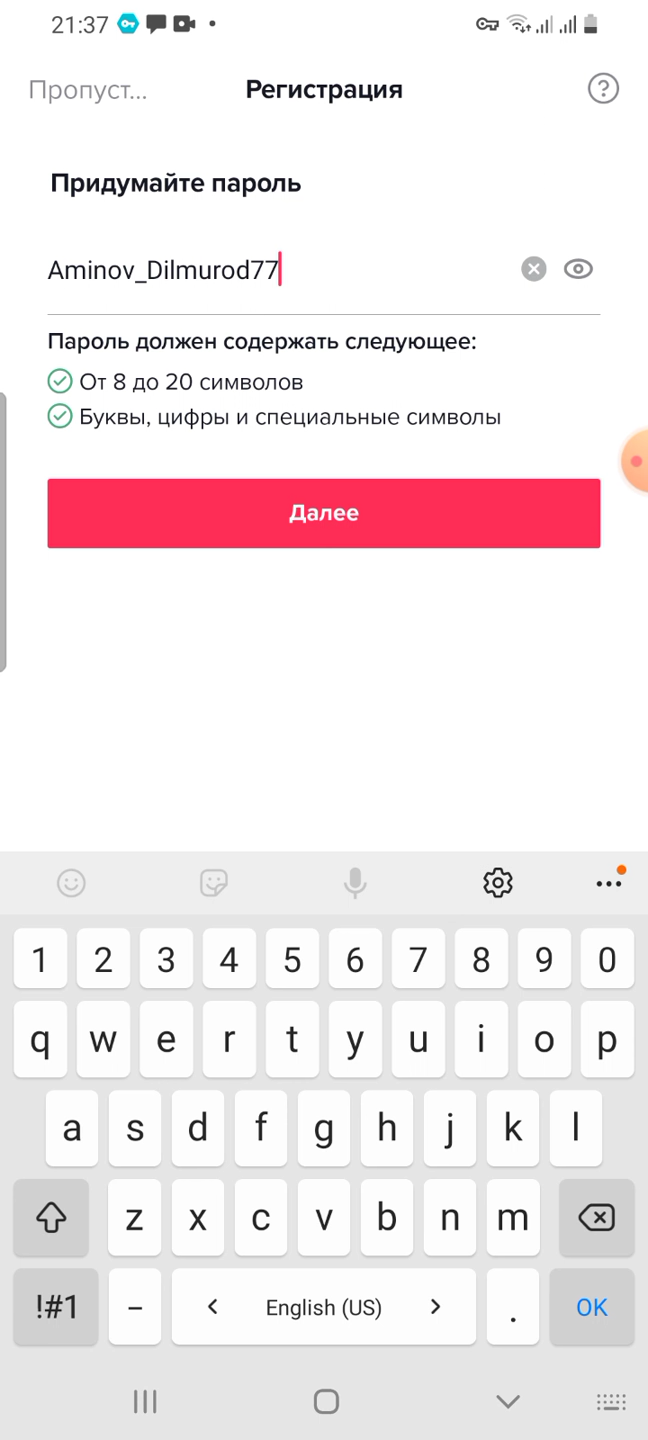 21:37
Пропуст... Регистрация ?
Придумайте пароль
Aminov_Dilmurod77
Пароль должен содержать следующее:
От 8 до 20 символов
Буквы, цифры и специальные символы
Далее
1 2 3 4 5 6 7 8 9 0
q w e r t y u i o p
a s d f g h j k l
z x c v b n m
!#1 - < English (US) > . OK